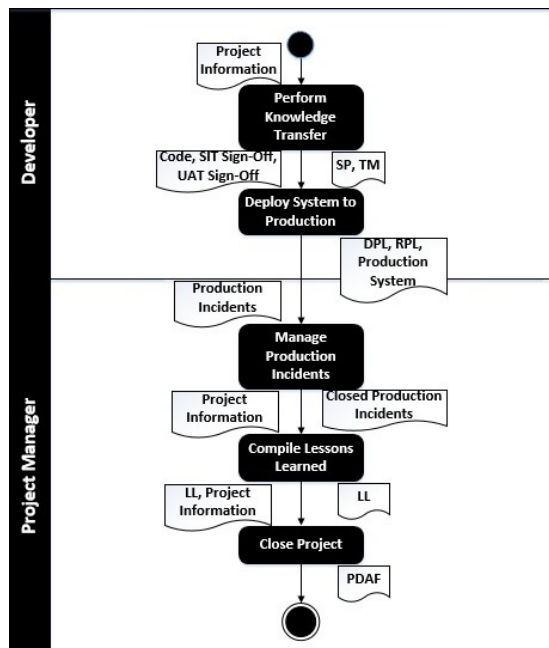 Developer
Project
Information
Perform
Knowledge
Transfer
Code, SIT Sign-Off,
UAT Sign-Off
SP, TM
Deploy System to
Production
DPL, RPL,
Production
System
Project Manager
Production
Incidents
Manage
Production
Incidents
Project
Information
Closed Production
Incidents
Compile Lessons
Learned
LL, Project
Information
LL
Close Project
PDAF